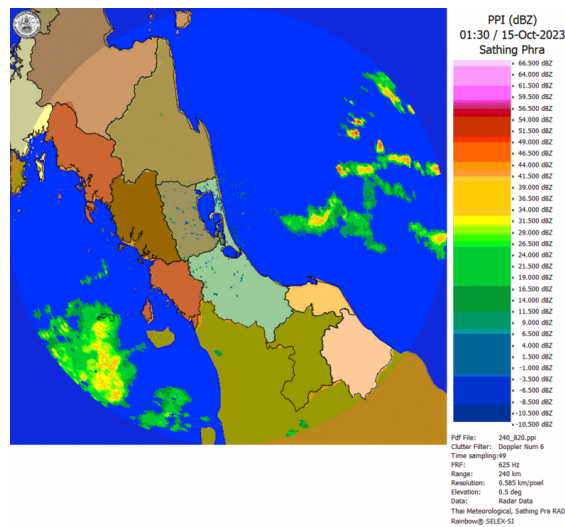 PPI (dBZ)
01:30 / 15-Oct-2023
Sathing Phra
66.500 dBZ
64.000 dBZ
61.500 dBZ
59.500 dBZ
56.500 dBZ
54.000 dBZ
51.500 dBZ
49.000 dBZ
46.500 dBZ
44.000 dBZ
41.500 dBZ
39.000 dBZ
36.500 dBZ
34.000 dBZ
31.500 dBZ
29.000 dBZ
26.500 dBZ
24.000 dBZ
21.500 dBZ
19.000 dBZ
16.500 dBZ
14.000 dBZ
11.500 dBZ
9.000 dBZ
6.500 dBZ
4.000 dBZ
1.500 dBZ
-1.000 dBZ
-3.500 dBZ
-6.500 dBZ
-8.500 dBZ
-10.500 dBZ
-10.500 dBZ
Pdf File: 240_820.ppi
Clutter Filter: Doppler Num 6
Time sampling:49
PRF: 625 Hz
Range: 240 km
Resolution: 0.585 km/pixel
Elevation: 0.5 deg
Data: Radar Data
Thai Meteorological, Sathing Pra RAD
Rainbow® SELEX-SI